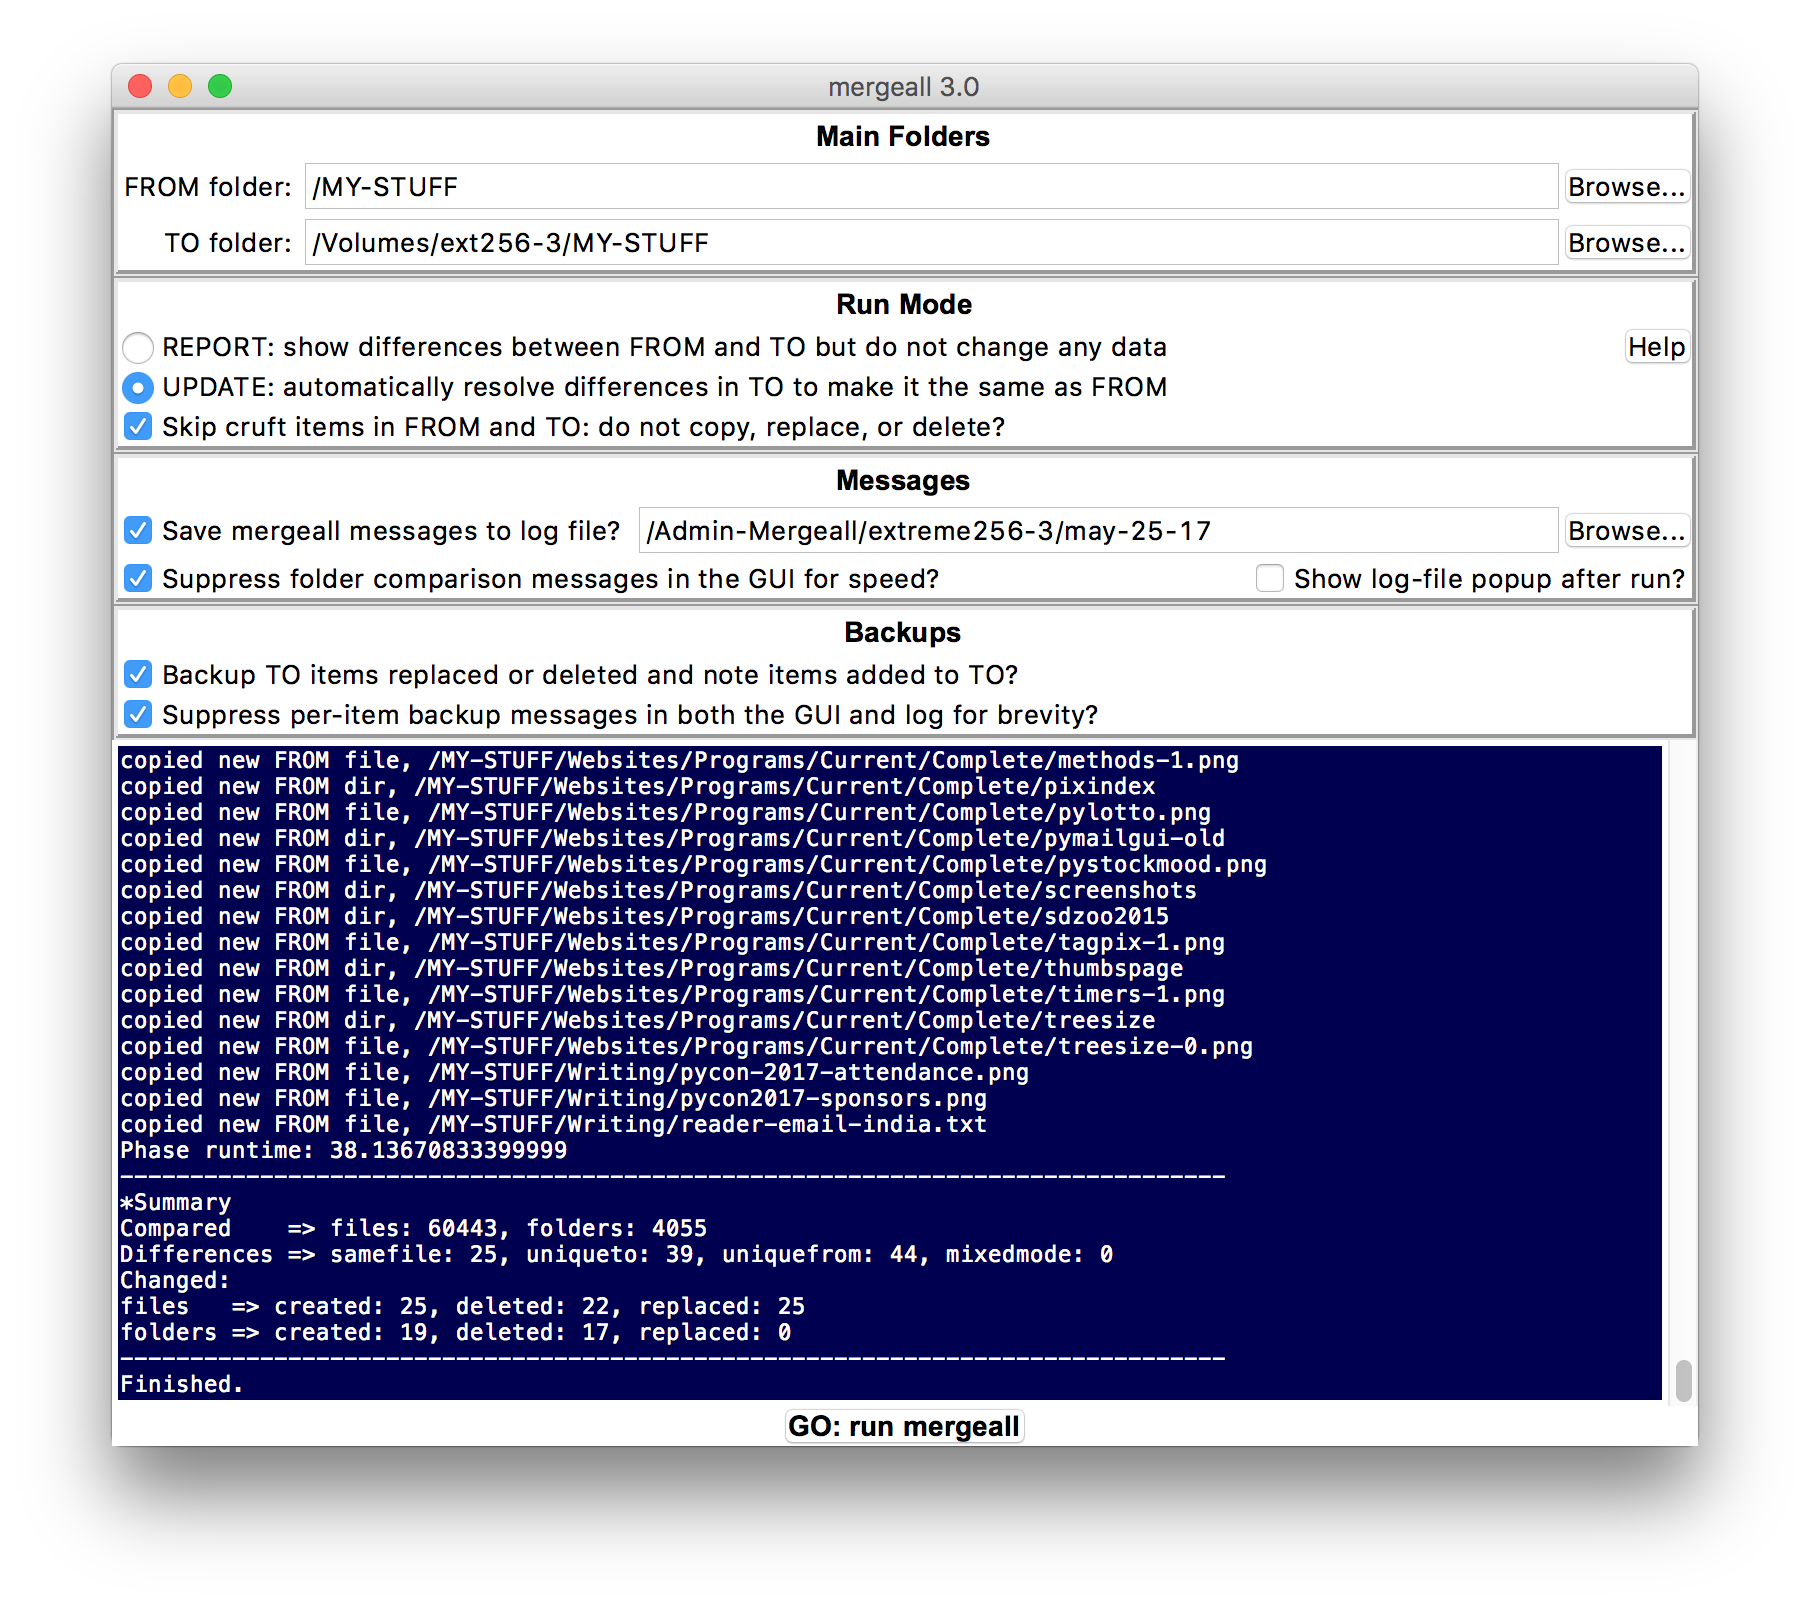 mergeall 3.0
Main Folders
FROM folder: /MY-STUFF Browse...
TO folder: /Volumes/ext256-3/MY-STUFF Browse...
Run Mode
REPORT: show differences between FROM and TO but do not change any data Help
UPDATE: automatically resolve differences in TO to make it the same as FROM
Skip cruft items in FROM and TO: do not copy, replace, or delete?
Messages
Save mergeall messages to log file? /Admin-Mergeall/extreme256-3/may-25-17 Browse...
Suppress folder comparison messages in the GUI for speed? Show log-file popup after run?
Backups
Backup TO items replaced or deleted and note items added to TO?
Suppress per-item backup messages in both the GUI and log for brevity?
copied new FROM file, /MY-STUFF/Websites/Programs/Current/Complete/methods-1.png
copied new FROM dir, /MY-STUFF/Websites/Programs/Current/Complete/pixindex
copied new FROM file, /MY-STUFF/Websites/Programs/Current/Complete/pylotto.png
copied new FROM dir, /MY-STUFF/Websites/Programs/Current/Complete/pymailgui-old
copied new FROM file, /MY-STUFF/Websites/Programs/Current/Complete/pystockmood.png
copied new FROM dir, /MY-STUFF/Websites/Programs/Current/Complete/screenshots
copied new FROM dir, /MY-STUFF/Websites/Programs/Current/Complete/sdzoo2015
copied new FROM file, /MY-STUFF/Websites/Programs/Current/Complete/tagpix-1.png
copied new FROM dir, /MY-STUFF/Websites/Programs/Current/Complete/thumbspage
copied new FROM file, /MY-STUFF/Websites/Programs/Current/Complete/timers-1.png
copied new FROM dir, /MY-STUFF/Websites/Programs/Current/Complete/treesize
copied new FROM file, /MY-STUFF/Websites/Programs/Current/Complete/treesize-0.png
copied new FROM file, /MY-STUFF/Writing/pycon-2017-attendance.png
copied new FROM file, /MY-STUFF/Writing/pycon2017-sponsors.png
copied new FROM file, /MY-STUFF/Writing/reader-email-india.txt
Phase runtime: 38.13670833399999
-------------------------------------------------------------------------------
*Summary
Compared    => files: 60443, folders: 4055
Differences => samefile: 25, uniqueto: 39, uniquefrom: 44, mixedmode: 0
Changed:
files   => created: 25, deleted: 22, replaced: 25
folders => created: 19, deleted: 17, replaced: 0
-------------------------------------------------------------------------------
Finished.
GO: run mergeall